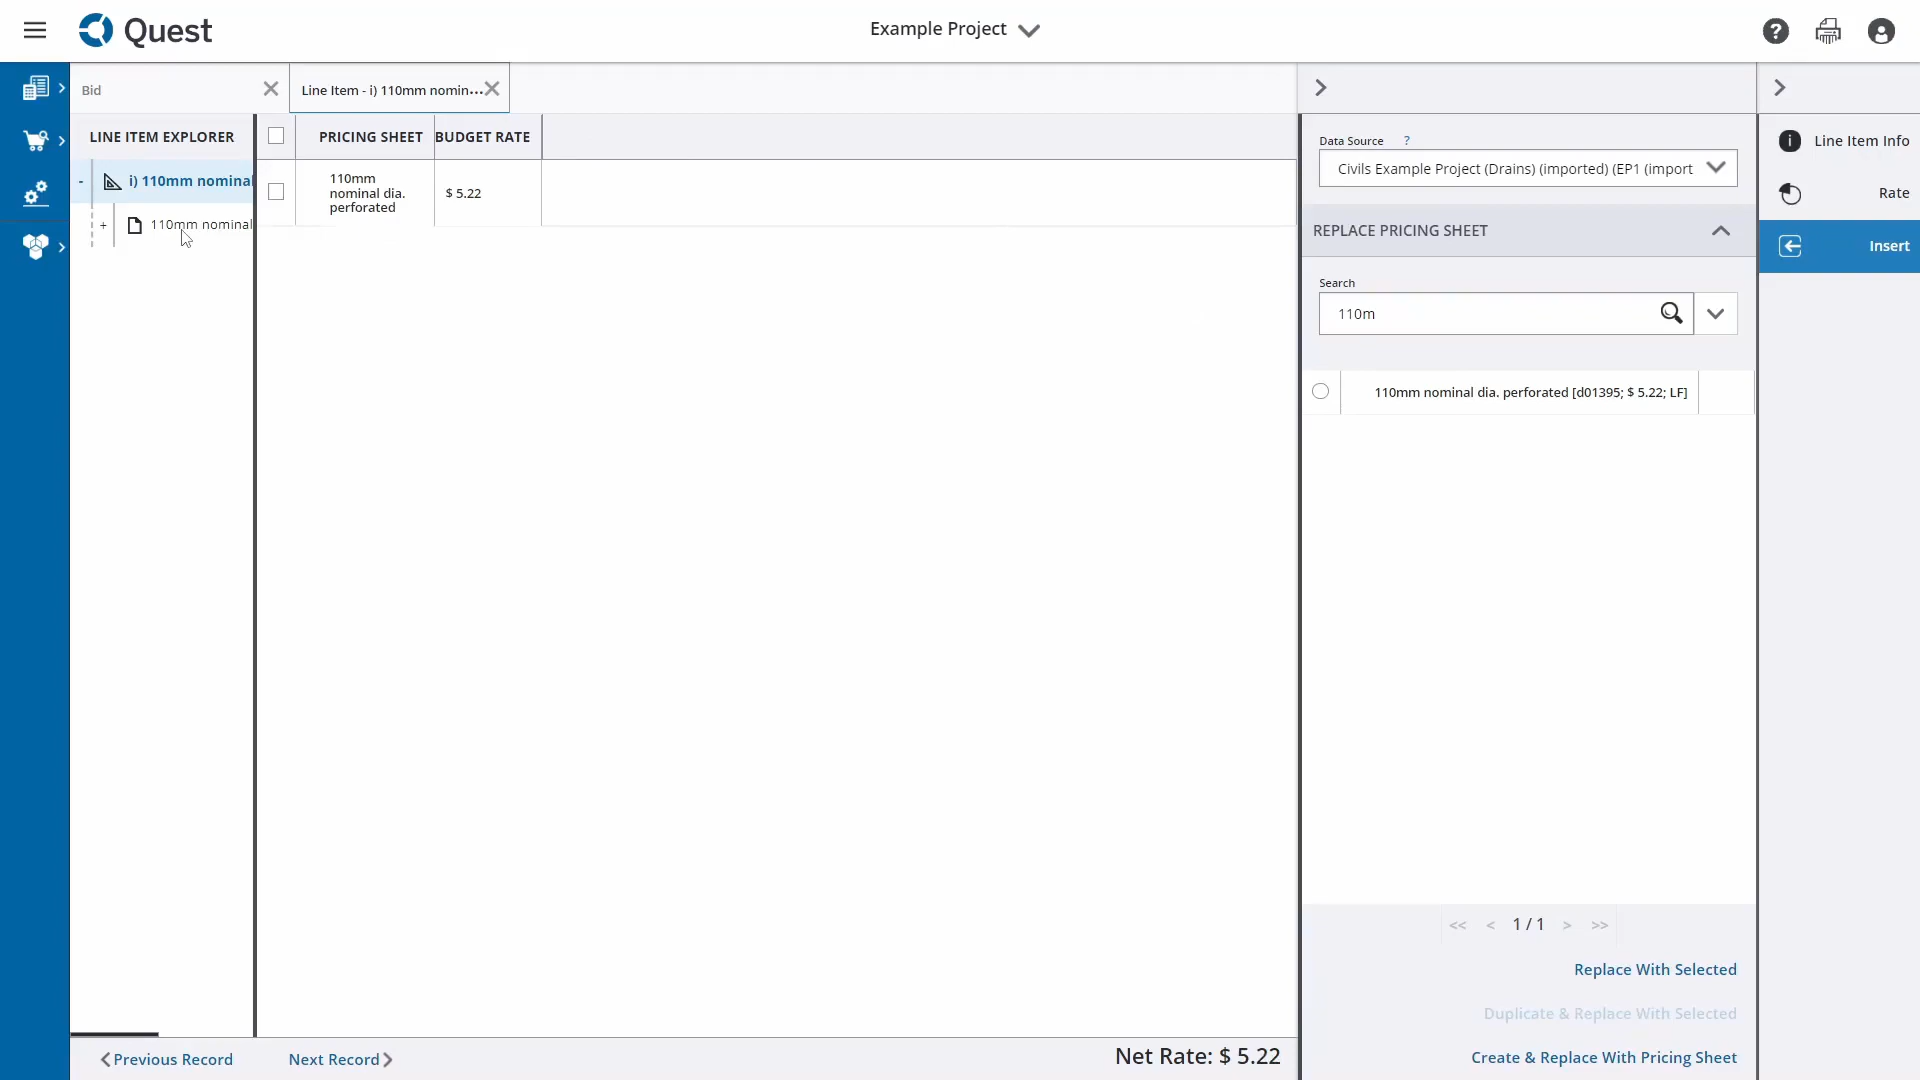 Quest
Example Project
Bid
Line Item - i) 110mm nomin...
LINE ITEM EXPLORER
PRICING SHEET
BUDGET RATE
- i) 110mm nominal
+ 110mm nominal
110mm
nominal dia.
perforated
$ 5.22
Data Source ?
Civils Example Project (Drains) (imported) (EP1 (import
REPLACE PRICING SHEET
Search
110m
110mm nominal dia. perforated [d01395; $ 5.22; LF]
<< < 1 / 1 > >>
Replace With Selected
Duplicate & Replace With Selected
Create & Replace With Pricing Sheet
Line Item Info
Rate
Insert
Previous Record
Next Record
Net Rate: $ 5.22